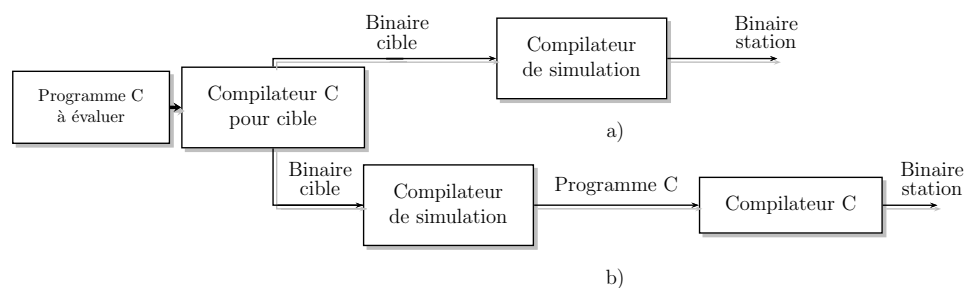 Binaire
cible
Compilateur
de simulation
Binaire
station
Programme C
à évaluer
Compilateur C
pour cible
a)
Binaire
cible
Compilateur
de simulation
Programme C
Compilateur C
Binaire
station
b)